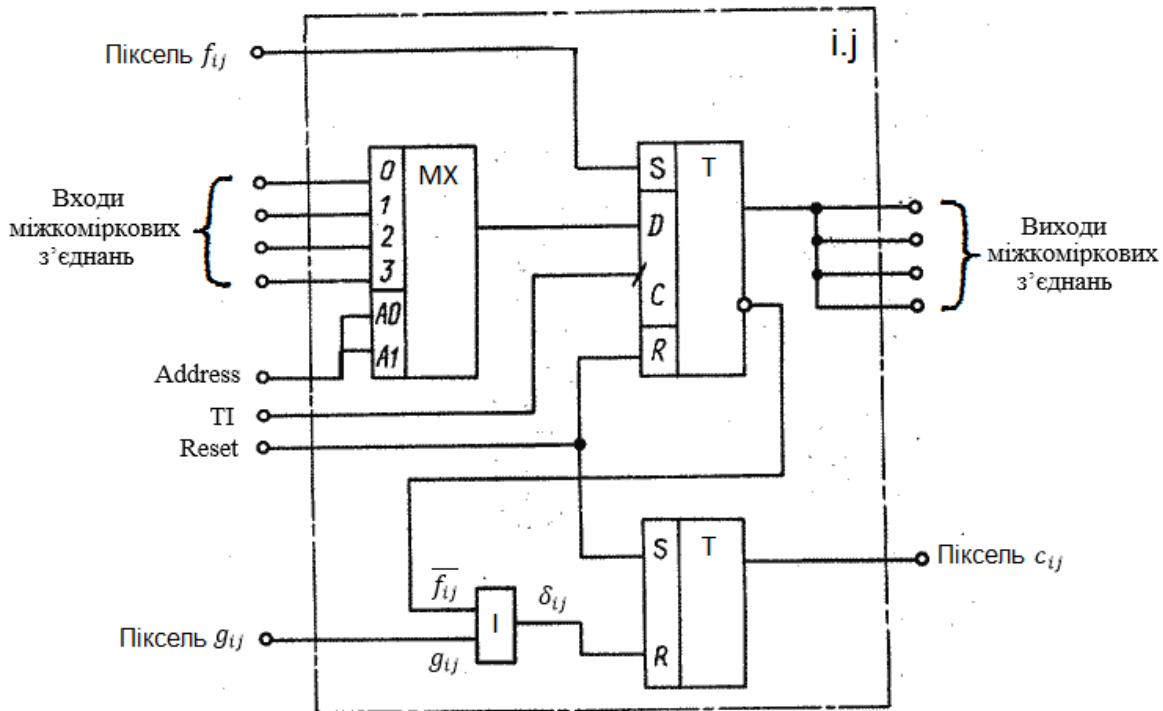 Піксель f_ij
i.j
Входи
міжкоміркових
з’єднань
0
1
2
3
A0
A1
MX
S
D
C
R
T
Виходи
міжкоміркових
з’єднань
Address
TI
Reset
S
R
T
Піксель c_ij
f_ij
I
δ_ij
Піксель g_ij
g_ij